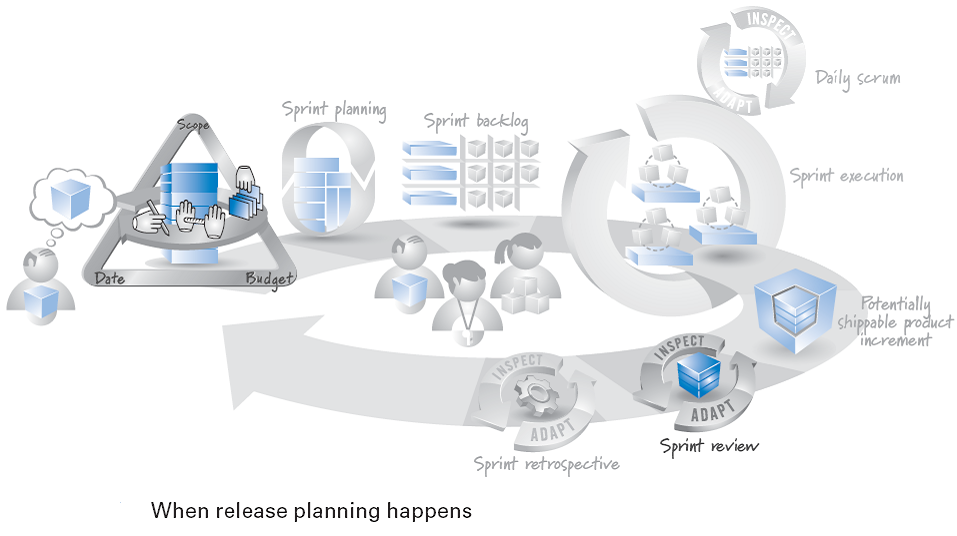 INSPECT
ADAPT
Daily scrum
Sprint planning
Sprint backlog
Scope
Sprint execution
Date
Budget
Potentially
shippable product
increment
INSPECT
ADAPT
Sprint review
INSPECT
ADAPT
Sprint retrospective
When release planning happens